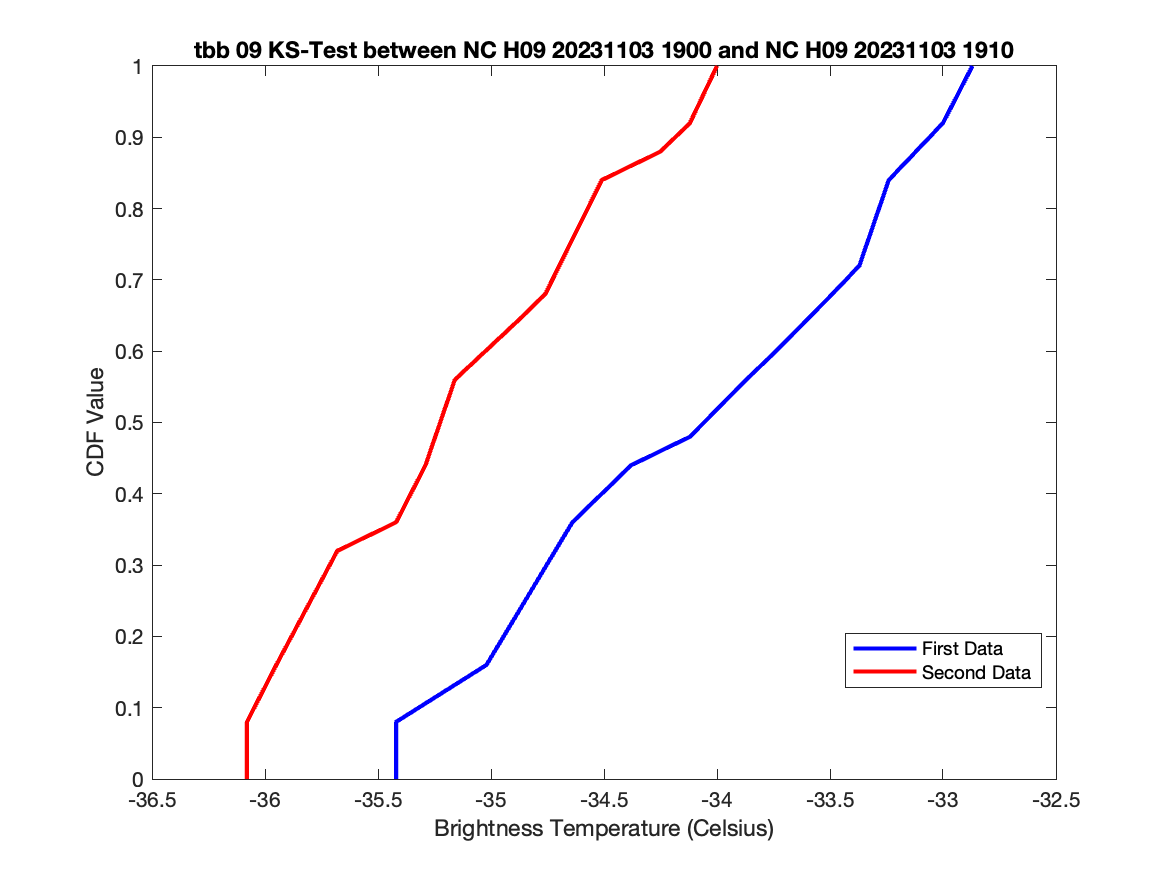 tbb 09 KS-Test between NC H09 20231103 1900 and NC H09 20231103 1910
1
0.9
0.8
0.7
0.6
0.5
0.4
0.3
0.2
0.1
0
CDF Value
First Data
Second Data
-36.5 -36 -35.5 -35 -34.5 -34 -33.5 -33 -32.5
Brightness Temperature (Celsius)